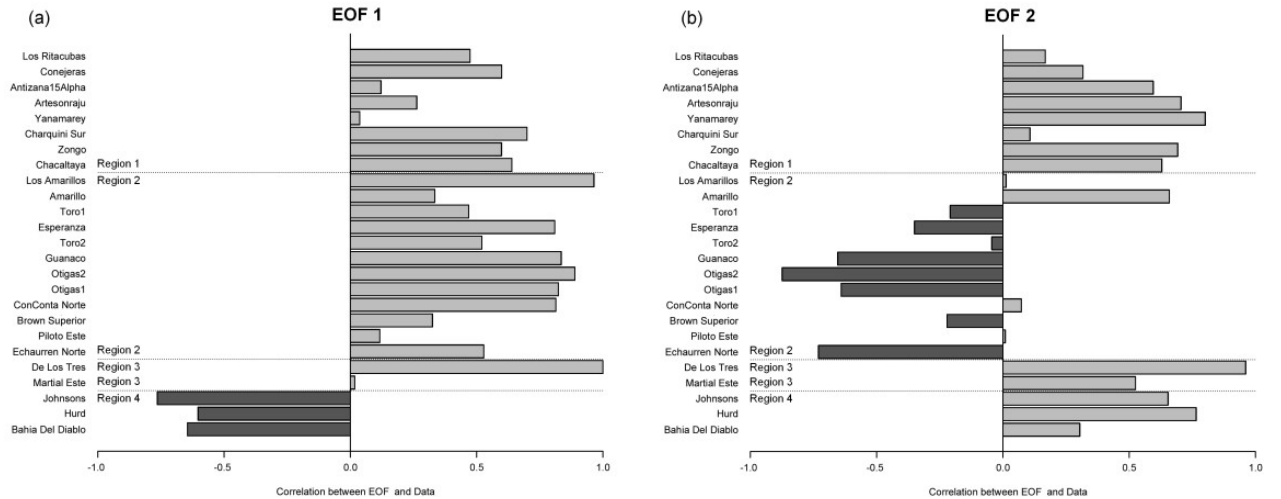 (a)
EOF 1
Los Ritacubas
Conejeras
Antizana15Alpha
Artesonraju
Yanamarey
Charquini Sur
Zongo
Chacaltaya
Region 1
Los Amarillos
Region 2
Amarillo
Toro1
Esperanza
Toro2
Guanaco
Otigas2
Otigas1
ConConta Norte
Brown Superior
Piloto Este
Echaurren Norte
Region 2
De Los Tres
Region 3
Martial Este
Region 3
Johnsons
Region 4
Hurd
Bahia Del Diablo
-1.0 -0.5 0.0 0.5 1.0
Correlation between EOF and Data
(b)
EOF 2
Los Ritacubas
Conejeras
Antizana15Alpha
Artesonraju
Yanamarey
Charquini Sur
Zongo
Chacaltaya
Region 1
Los Amarillos
Region 2
Amarillo
Toro1
Esperanza
Toro2
Guanaco
Otigas2
Otigas1
ConConta Norte
Brown Superior
Piloto Este
Echaurren Norte
Region 2
De Los Tres
Region 3
Martial Este
Region 3
Johnsons
Region 4
Hurd
Bahia Del Diablo
-1.0 -0.5 0.0 0.5 1.0
Correlation between EOF and Data